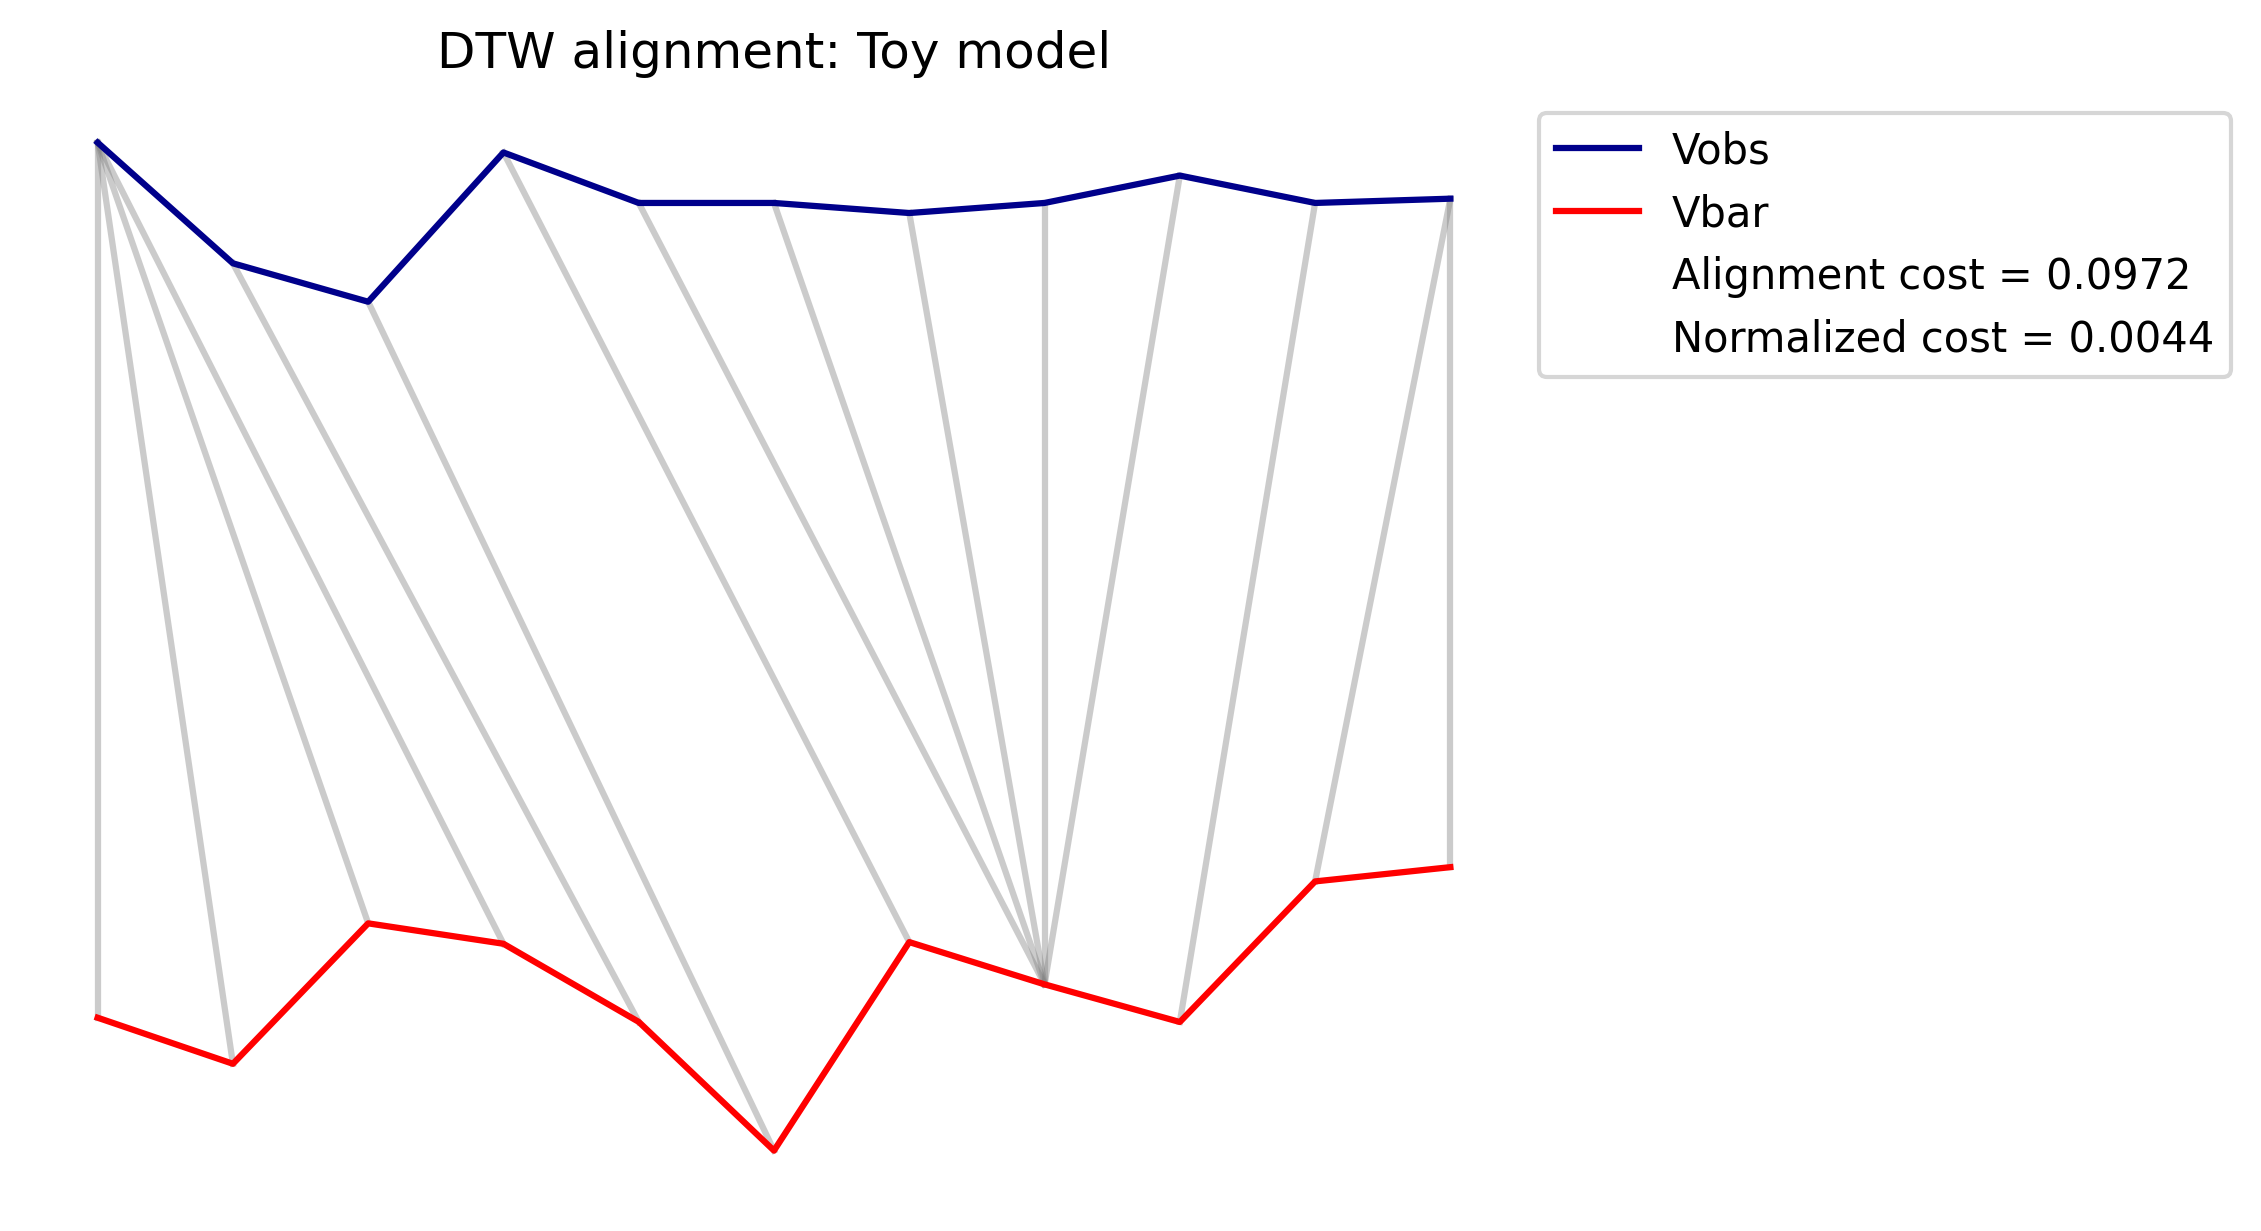 DTW alignment: Toy model
Vobs
Vbar
Alignment cost = 0.0972
Normalized cost = 0.0044